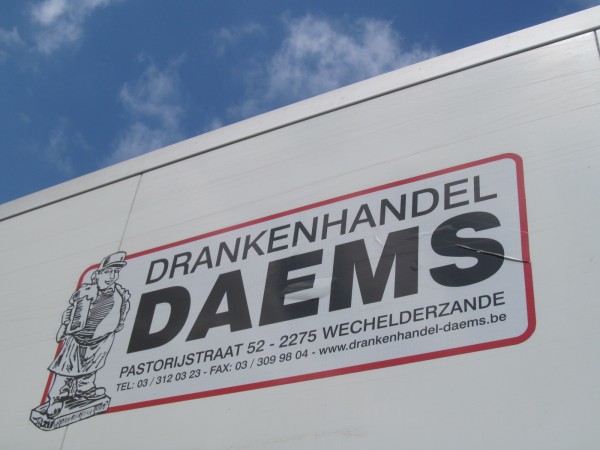 DRANKENHANDEL
DAEMS
PASTORIJSTRAAT 52 - 2275 WECHELDERZANDE
TEL: 03 / 312 03 23 - FAX: 03 / 309 98 04 - www.drankenhandel-daems.be